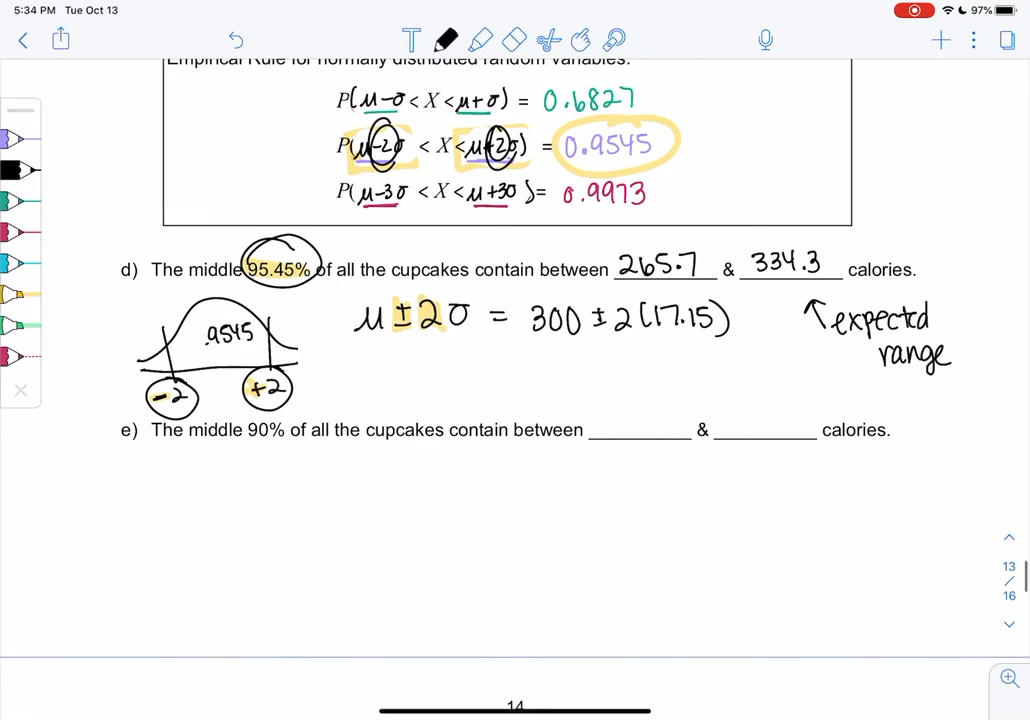 5:34 PM Tue Oct 13
97%
Empirical Rule for normally distributed random variables:
P(μ-σ < X < μ+σ) = 0.6827
P(μ-2σ < X < μ+2σ) = 0.9545
P(μ-3σ < X < μ+3σ) = 0.9973
d) The middle 95.45% of all the cupcakes contain between 265.7 & 334.3 calories.
μ ± 2σ = 300 ± 2(17.15)
↑ expected
range
.9545
-2 +2
e) The middle 90% of all the cupcakes contain between __________ & __________ calories.
13
/
16
14